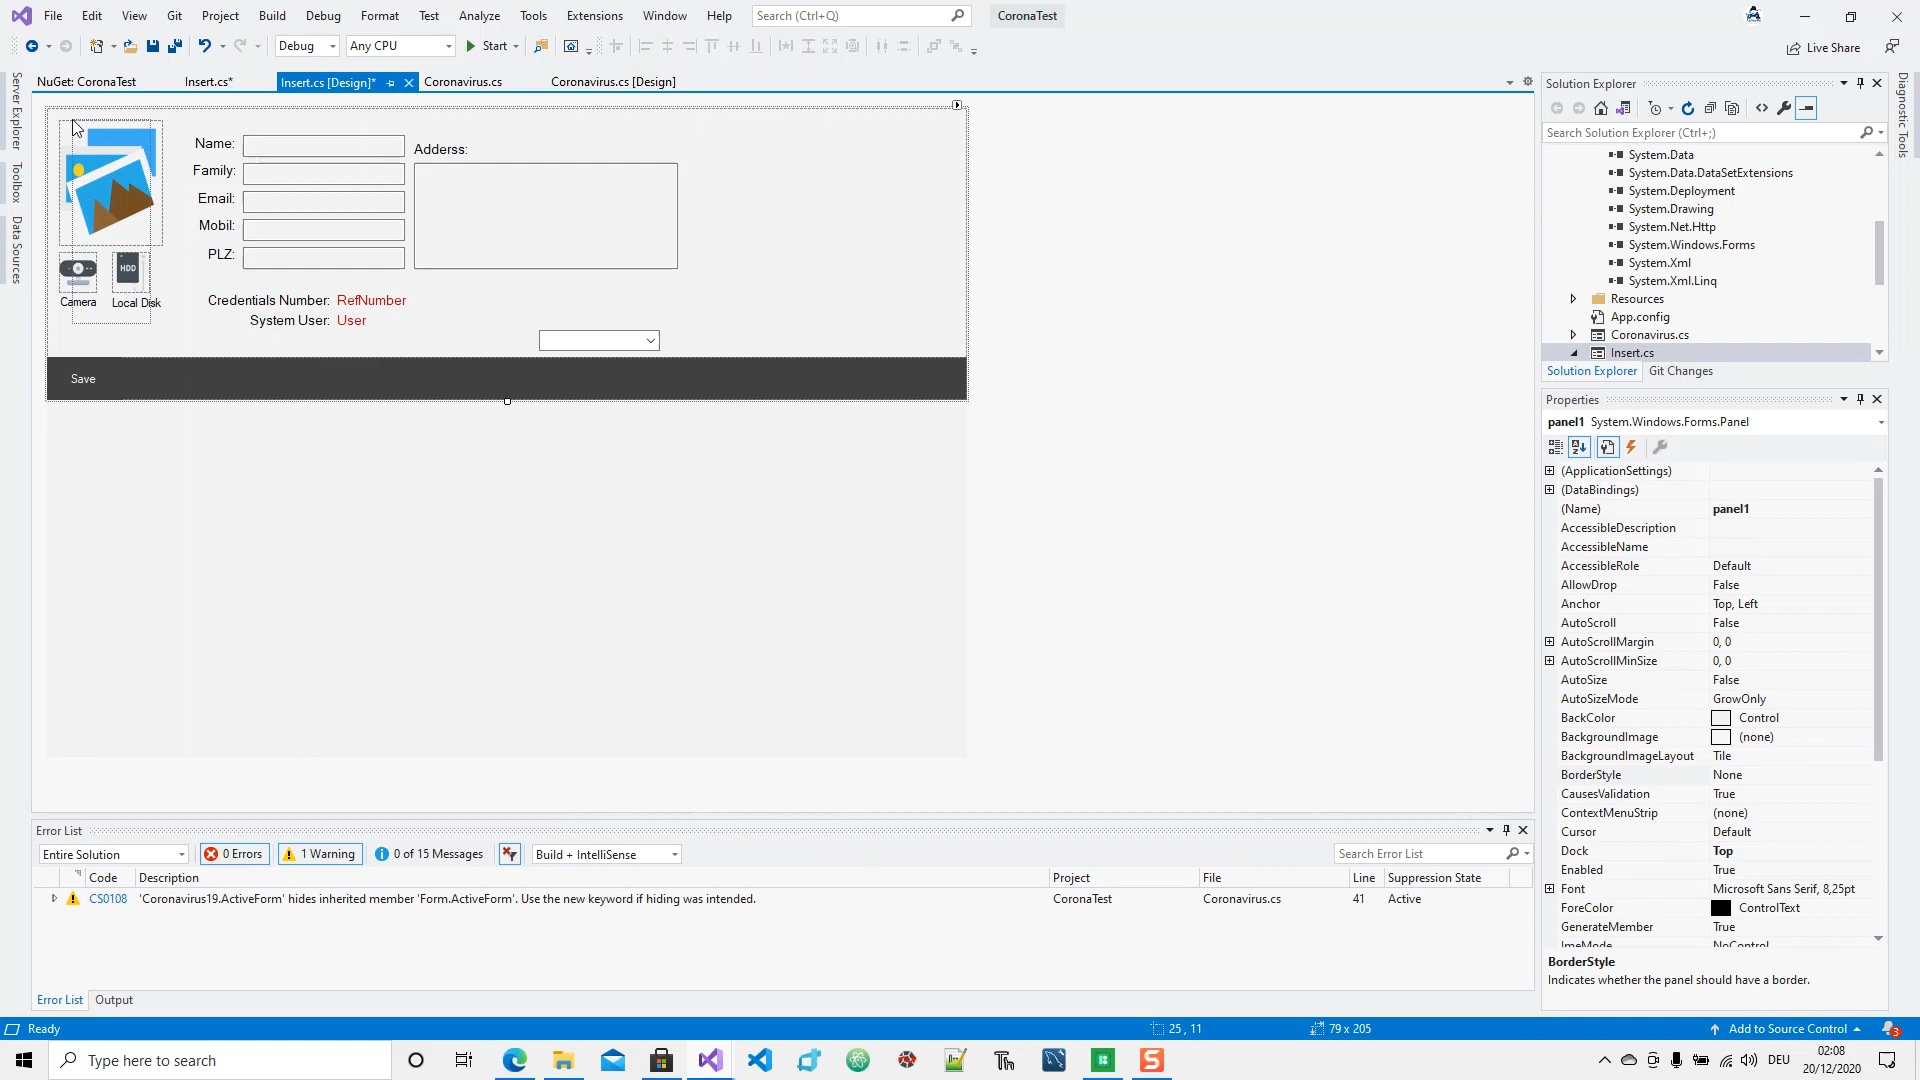 File Edit View Git Project Build Debug Format Test Analyze Tools Extensions Window Help Search (Ctrl+Q) CoronaTest
Debug Any CPU Start Live Share
NuGet: CoronaTest Insert.cs* Insert.cs [Design]* Coronavirus.cs Coronavirus.cs [Design]
Server Explorer
Toolbox
Data Sources
Name:
Family:
Email:
Mobil:
PLZ:
Adderss:
HDD
Camera Local Disk
Credentials Number: RefNumber
System User: User
Save
Solution Explorer
Search Solution Explorer (Ctrl+;)
System.Data
System.Data.DataSetExtensions
System.Deployment
System.Drawing
System.Net.Http
System.Windows.Forms
System.Xml
System.Xml.Linq
Resources
App.config
Coronavirus.cs
Insert.cs
Solution Explorer Git Changes
Diagnostic Tools
Properties
panel1 System.Windows.Forms.Panel
(ApplicationSettings)
(DataBindings)
(Name) panel1
AccessibleDescription
AccessibleName
AccessibleRole Default
AllowDrop False
Anchor Top, Left
AutoScroll False
AutoScrollMargin 0, 0
AutoScrollMinSize 0, 0
AutoSize False
AutoSizeMode GrowOnly
BackColor Control
BackgroundImage (none)
BackgroundImageLayout Tile
BorderStyle None
CausesValidation True
ContextMenuStrip (none)
Cursor Default
Dock Top
Enabled True
Font Microsoft Sans Serif, 8,25pt
ForeColor ControlText
GenerateMember True
ImeMode NoControl
BorderStyle
Indicates whether the panel should have a border.
Error List
Entire Solution 0 Errors 1 Warning 0 of 15 Messages Build + IntelliSense Search Error List
Code Description Project File Line Suppression State
CS0108 'Coronavirus19.ActiveForm' hides inherited member 'Form.ActiveForm'. Use the new keyword if hiding was intended. CoronaTest Coronavirus.cs 41 Active
Error List Output
Ready 25 , 11 79 x 205 Add to Source Control 3
Type here to search DEU 02:08
20/12/2020